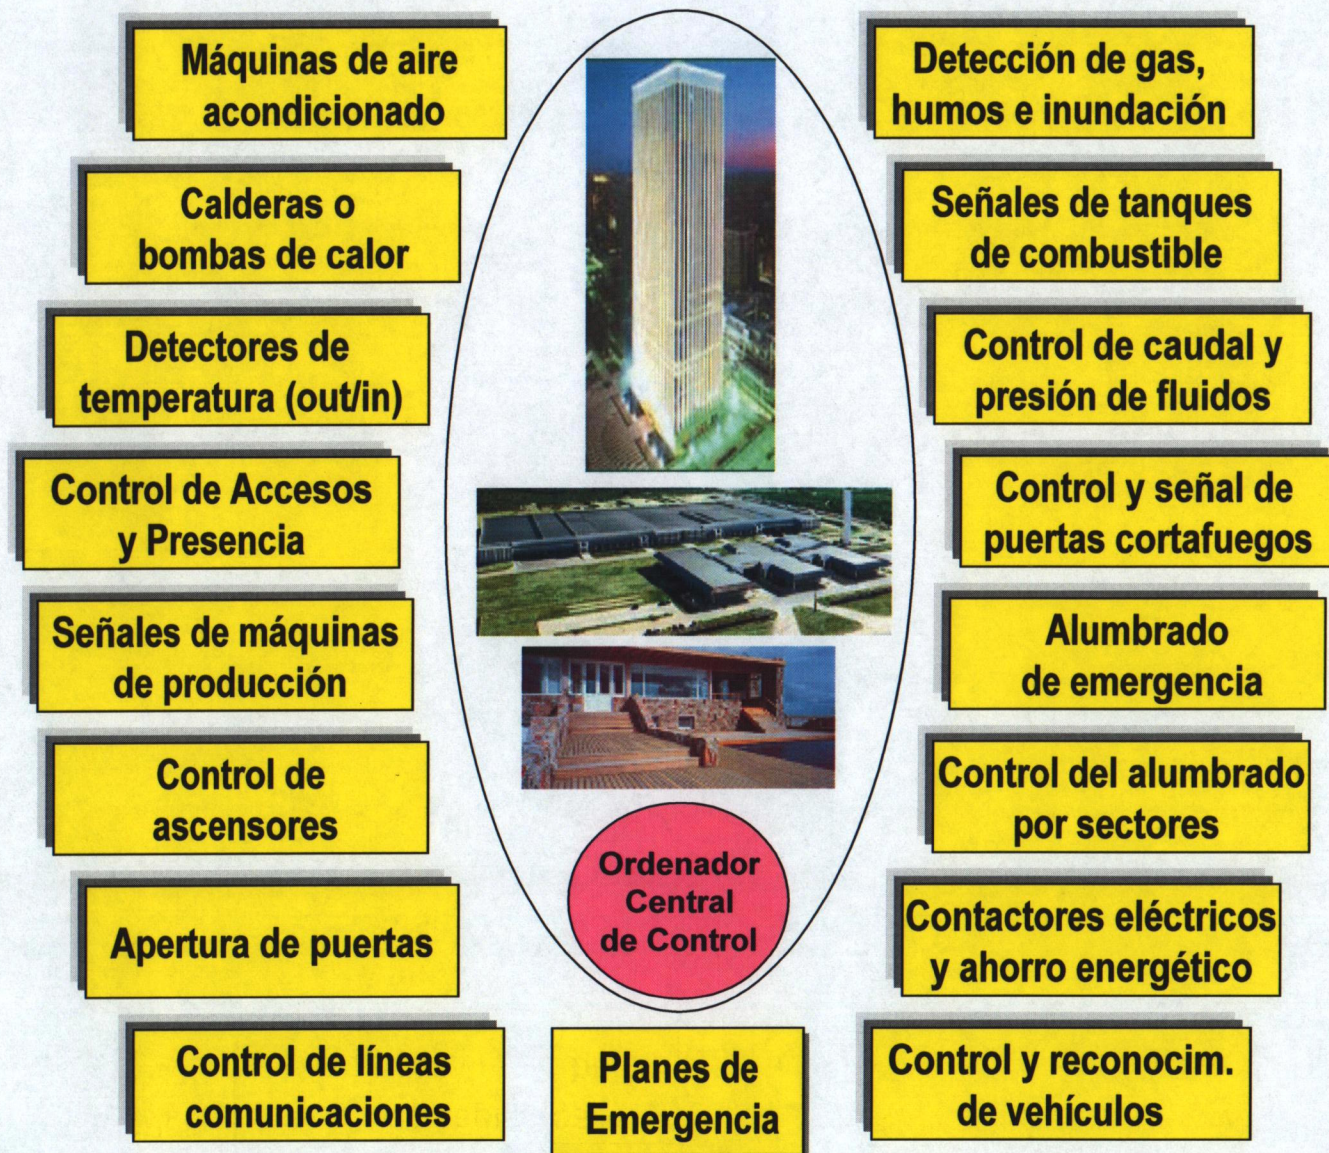 Máquinas de aire
acondicionado
Calderas o
bombas de calor
Detectores de
temperatura (out/in)
Control de Accesos
y Presencia
Señales de máquinas
de producción
Control de
ascensores
Apertura de puertas
Control de líneas
comunicaciones
Ordenador
Central
de Control
Planes de
Emergencia
Detección de gas,
humos e inundación
Señales de tanques
de combustible
Control de caudal y
presión de fluidos
Control y señal de
puertas cortafuegos
Alumbrado
de emergencia
Control del alumbrado
por sectores
Contactores eléctricos
y ahorro energético
Control y reconocim.
de vehículos